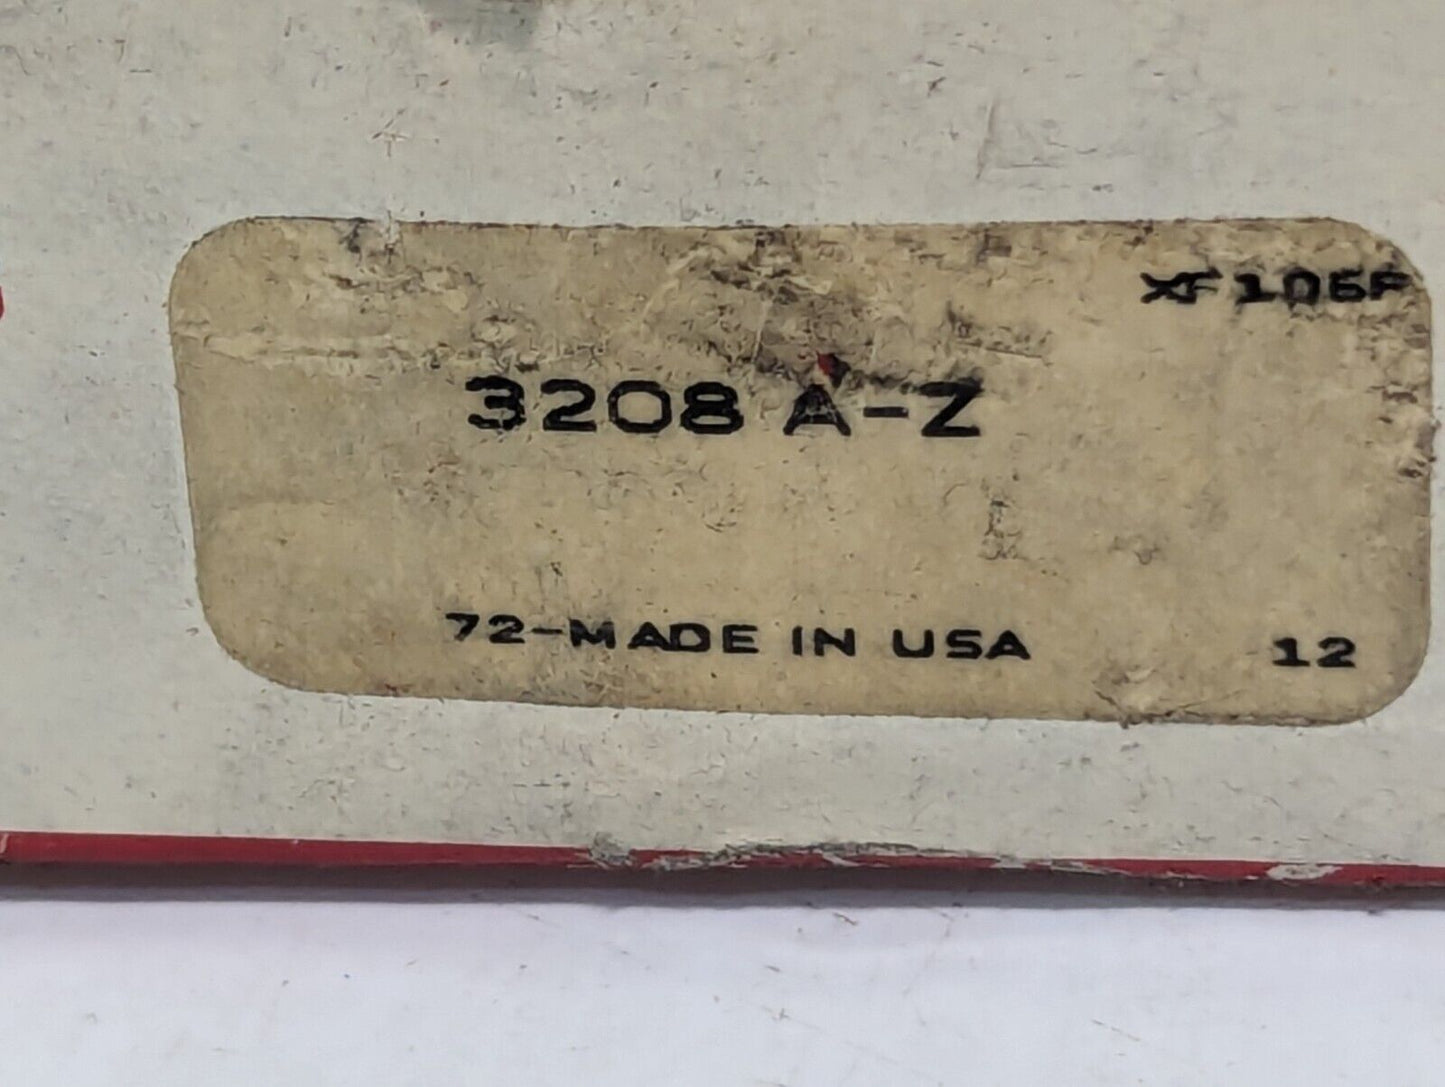 XF106F
3208 A-Z
72-MADE IN USA 12